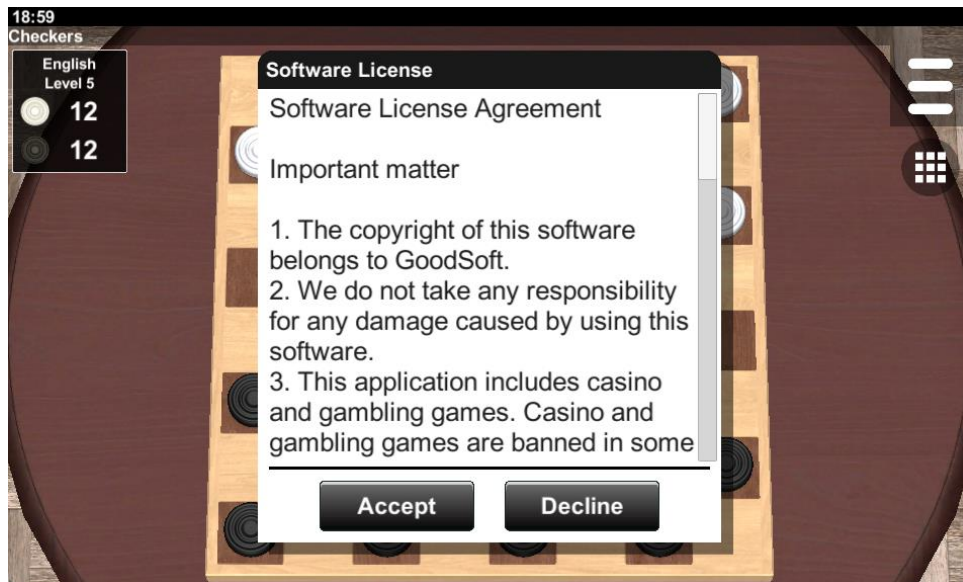 18:59
Checkers
English
Level 5
12
12
Software License
Software License Agreement
Important matter
1. The copyright of this software
belongs to GoodSoft.
2. We do not take any responsibility
for any damage caused by using this
software.
3. This application includes casino
and gambling games. Casino and
gambling games are banned in some
Accept
Decline